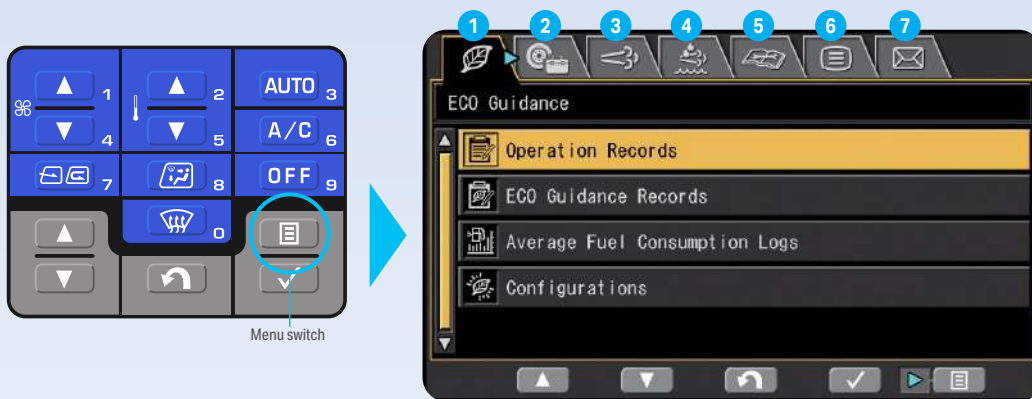 1 2 3 4 5 6 7
1 2 AUTO 3
4 5 A/C 6
7 8 OFF 9
0
Menu switch
ECO Guidance
Operation Records
ECO Guidance Records
Average Fuel Consumption Logs
Configurations